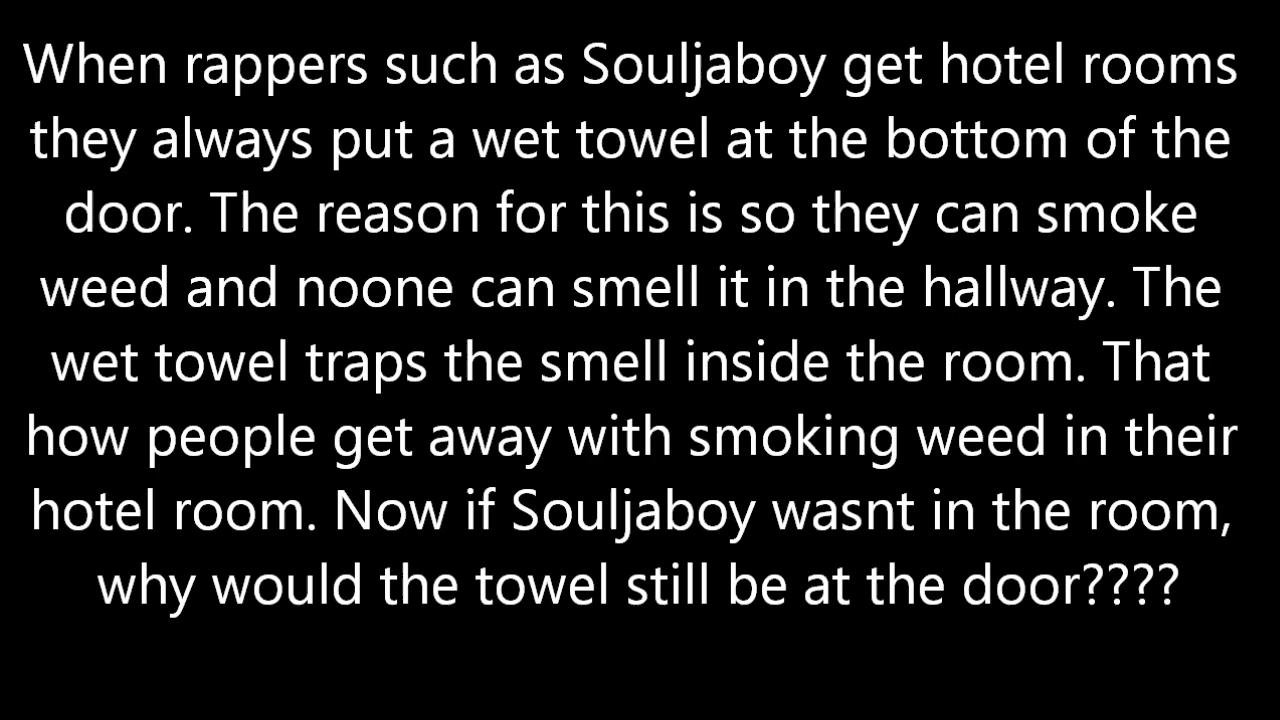 When rappers such as Souljaboy get hotel rooms
they always put a wet towel at the bottom of the
door. The reason for this is so they can smoke
weed and noone can smell it in the hallway. The
wet towel traps the smell inside the room. That
how people get away with smoking weed in their
hotel room. Now if Souljaboy wasnt in the room,
why would the towel still be at the door????